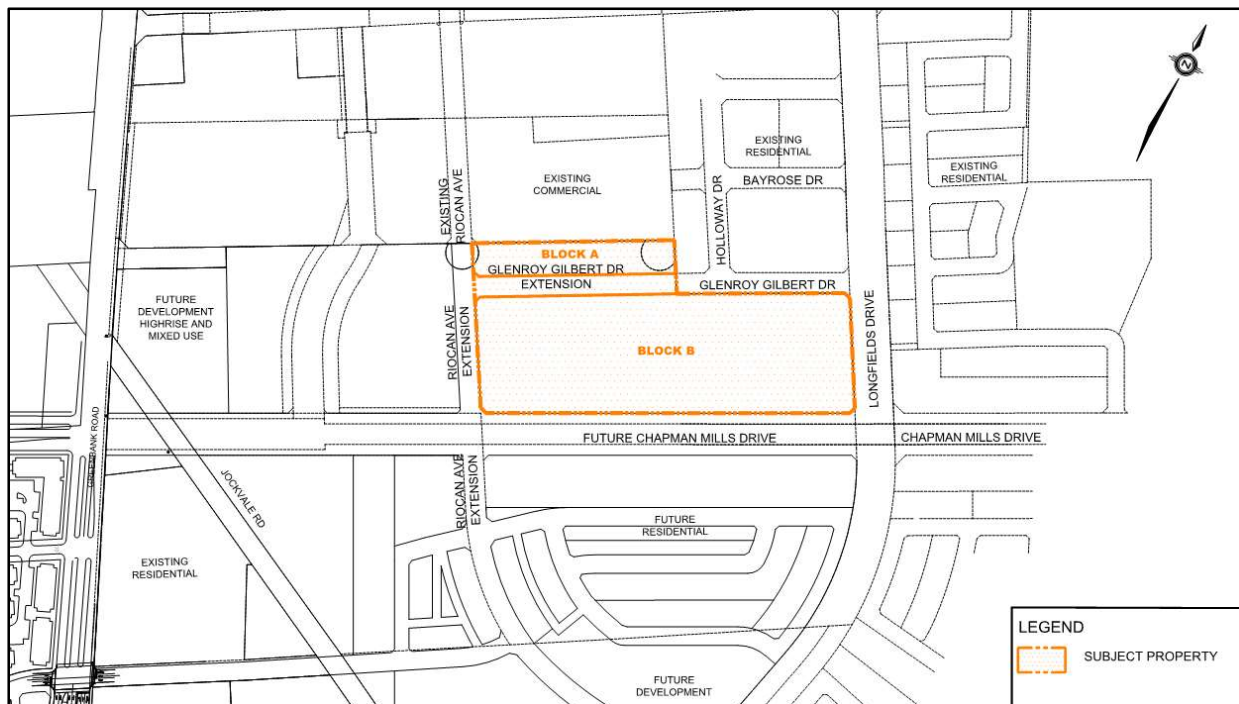 EXISTING
RESIDENTIAL
BAYROSE DR
EXISTING
RESIDENTIAL
EXISTING
COMMERCIAL
EXISTING
RIOCAN AVE
HOLLOWAY DR
N
BLOCK A
GLENROY GILBERT DR
EXTENSION
GLENROY GILBERT DR
FUTURE
DEVELOPMENT
HIGHRISE AND
MIXED USE
RIOCAN AVE
EXTENSION
BLOCK B
LONGFIELDS DRIVE
GREENBANK ROAD
FUTURE CHAPMAN MILLS DRIVE
CHAPMAN MILLS DRIVE
JOCKVALE RD
RIOCAN AVE
EXTENSION
FUTURE
RESIDENTIAL
EXISTING
RESIDENTIAL
FUTURE
DEVELOPMENT
LEGEND
SUBJECT PROPERTY